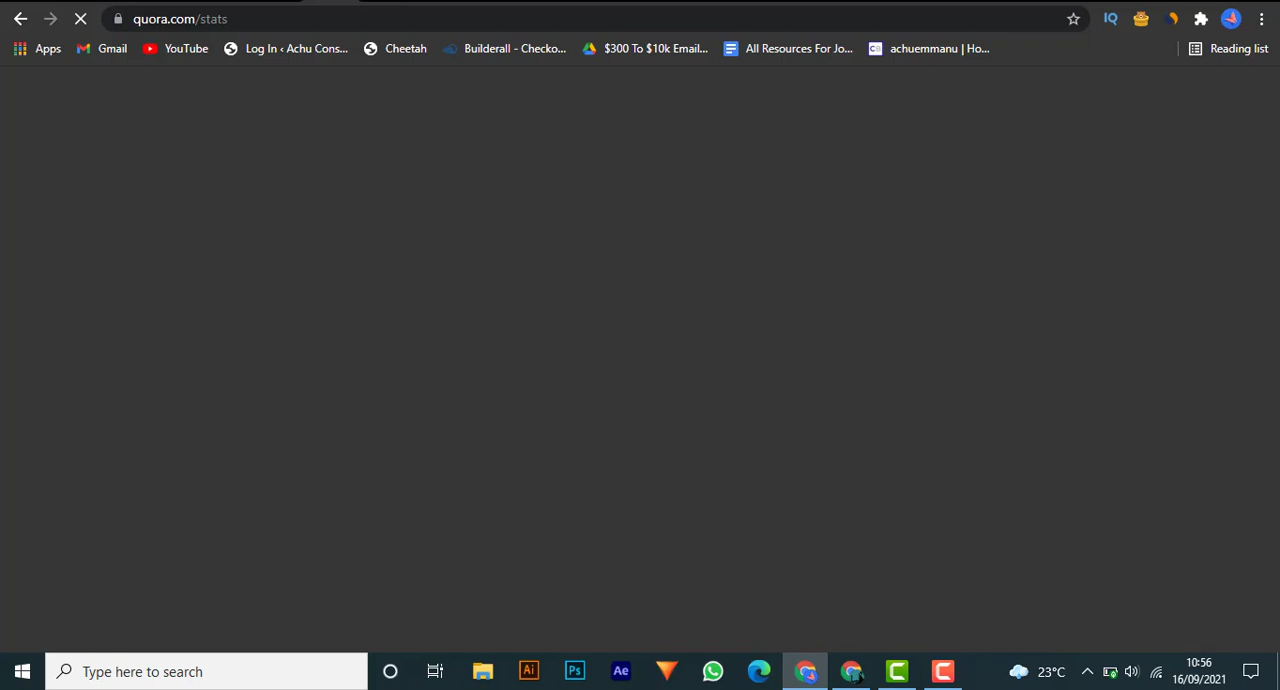 quora.com/stats
IQ
Apps
Gmail
YouTube
Log In ‹ Achu Cons...
Cheetah
Builderall - Checko...
$300 To $10k Email...
All Resources For Jo...
CB
achuemmanu | Ho...
Reading list
Type here to search
Ai
Ps
Ae
23°C
10:56
16/09/2021